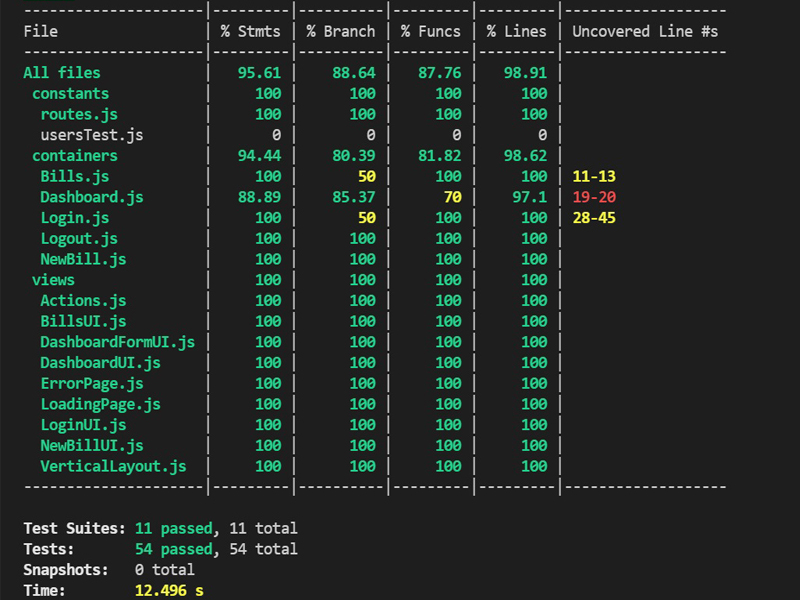 ---------------------|---------|----------|---------|---------|-------------------
File                 | % Stmts | % Branch | % Funcs | % Lines | Uncovered Line #s
---------------------|---------|----------|---------|---------|-------------------
All files            |   95.61 |    88.64 |   87.76 |   98.91 |
 constants           |     100 |      100 |     100 |     100 |
  routes.js          |     100 |      100 |     100 |     100 |
  usersTest.js       |       0 |        0 |       0 |       0 |
 containers          |   94.44 |    80.39 |   81.82 |   98.62 |
  Bills.js           |     100 |       50 |     100 |     100 | 11-13
  Dashboard.js       |   88.89 |    85.37 |      70 |    97.1 | 19-20
  Login.js           |     100 |       50 |     100 |     100 | 28-45
  Logout.js          |     100 |      100 |     100 |     100 |
  NewBill.js         |     100 |      100 |     100 |     100 |
 views               |     100 |      100 |     100 |     100 |
  Actions.js         |     100 |      100 |     100 |     100 |
  BillsUI.js         |     100 |      100 |     100 |     100 |
  DashboardFormUI.js |     100 |      100 |     100 |     100 |
  DashboardUI.js     |     100 |      100 |     100 |     100 |
  ErrorPage.js       |     100 |      100 |     100 |     100 |
  LoadingPage.js     |     100 |      100 |     100 |     100 |
  LoginUI.js         |     100 |      100 |     100 |     100 |
  NewBillUI.js       |     100 |      100 |     100 |     100 |
  VerticalLayout.js  |     100 |      100 |     100 |     100 |
---------------------|---------|----------|---------|---------|-------------------
Test Suites: 11 passed, 11 total
Tests:       54 passed, 54 total
Snapshots:   0 total
Time:        12.496 s